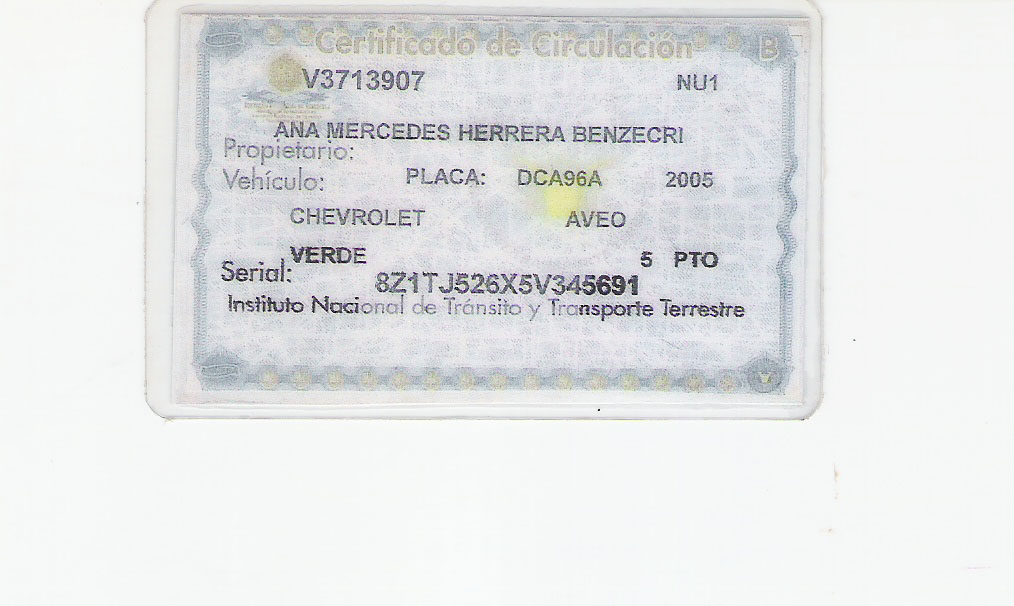 Certificado de Circulación B
V3713907 NU1
ANA MERCEDES HERRERA BENZECRI
Propietario:
Vehículo: PLACA: DCA96A 2005
CHEVROLET AVEO
VERDE 5 PTO
Serial: 8Z1TJ526X5V345691
Instituto Nacional de Tránsito y Transporte Terrestre